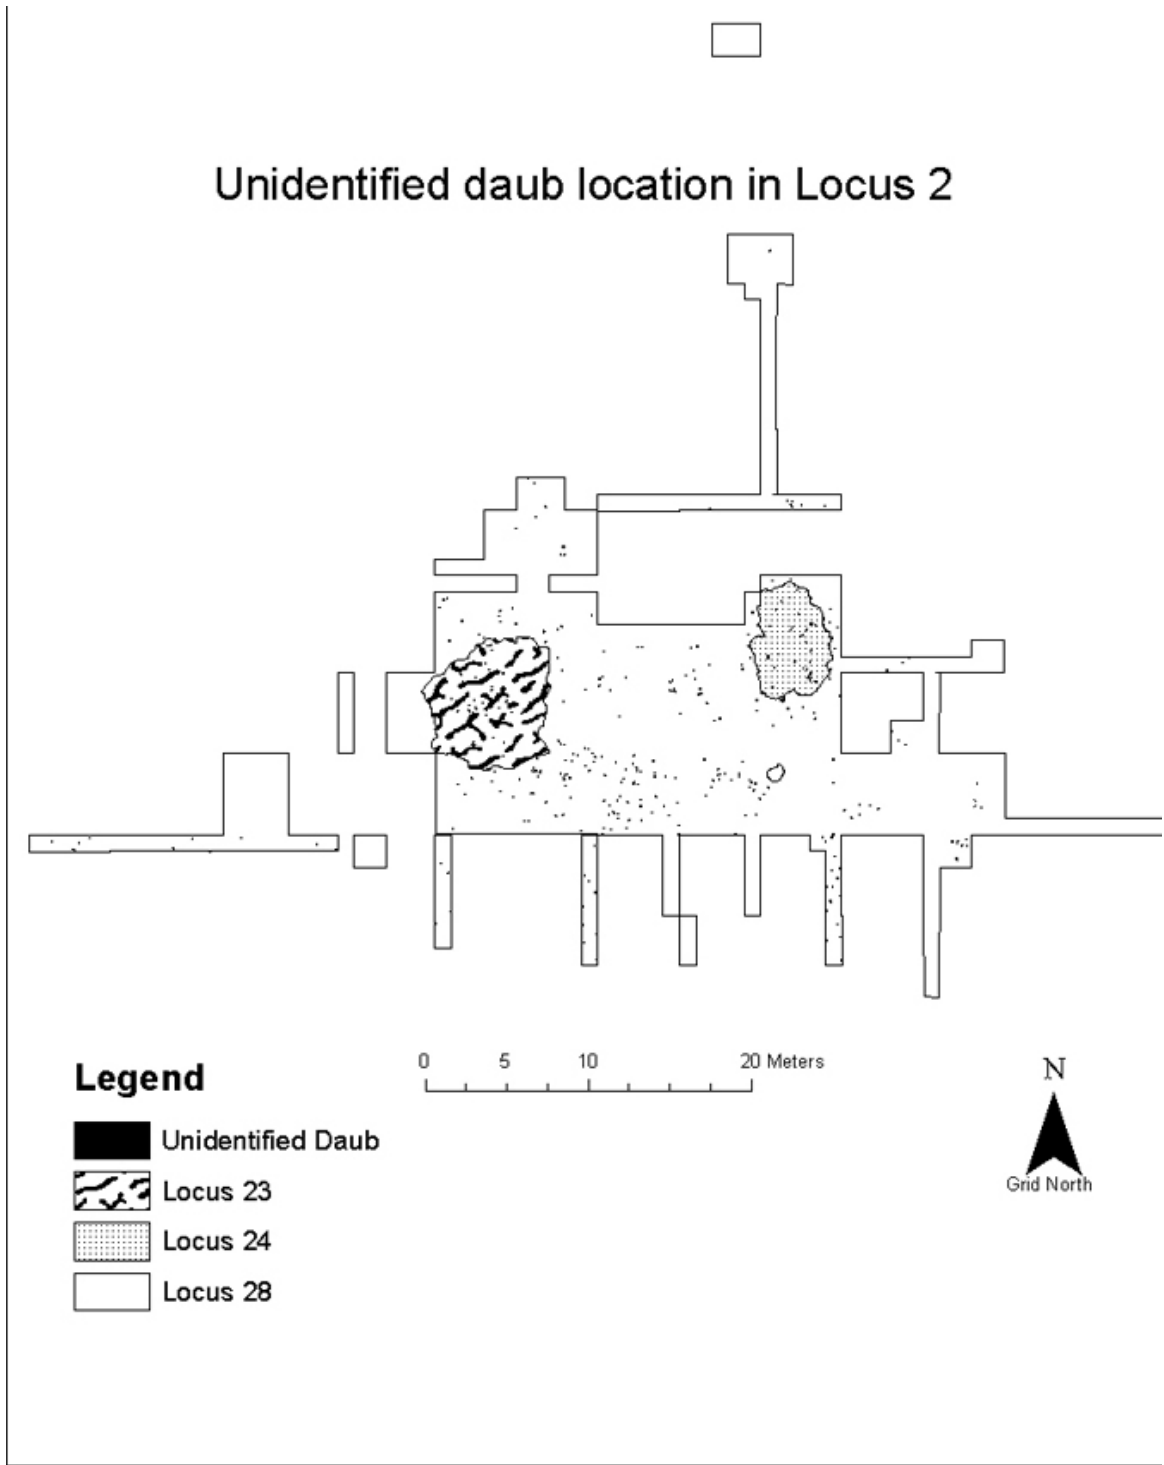 Unidentified daub location in Locus 2
0 5 10 20 Meters
N
Grid North
Legend
Unidentified Daub
Locus 23
Locus 24
Locus 28